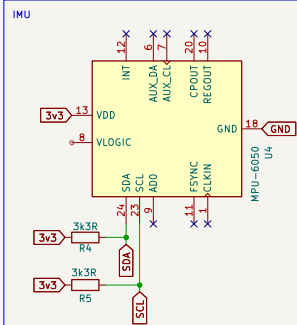 IMU
12
6
7
20
10
INT
AUX_DA
AUX_CL
CPOUT
REGOUT
3v3
13
VDD
GND
18
GND
8
VLOGIC
MPU-6050
U4
SDA
SCL
AD0
FSYNC
CLKIN
24
23
9
11
1
3k3R
3v3
R4
SDA
3k3R
3v3
R5
SCL